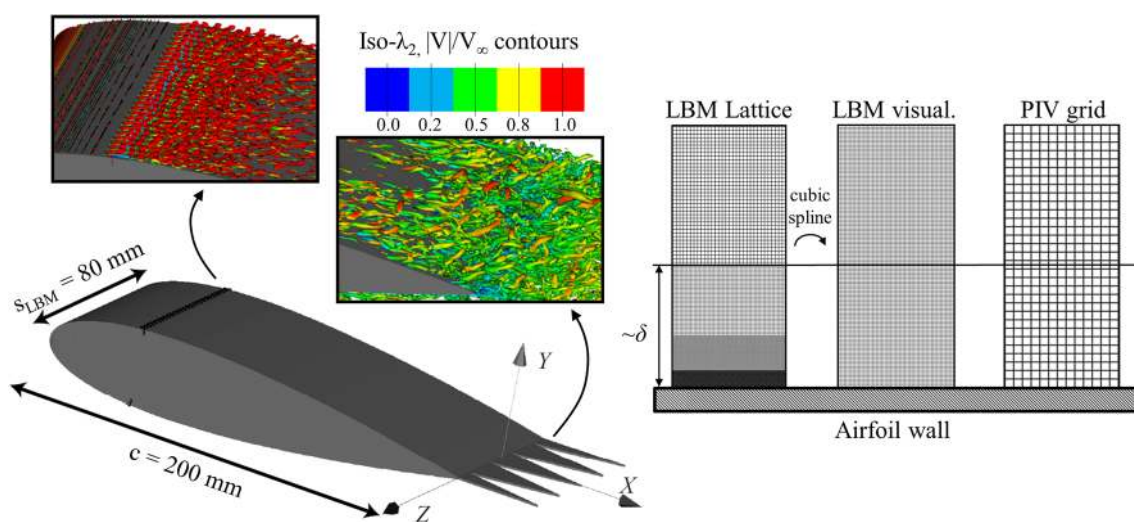 Iso-λ₂, |V|/V∞ contours
0.0 0.2 0.5 0.8 1.0
s_LBM = 80 mm
c = 200 mm
Y
X
Z
LBM Lattice LBM visual. PIV grid
cubic
spline
~δ
Airfoil wall